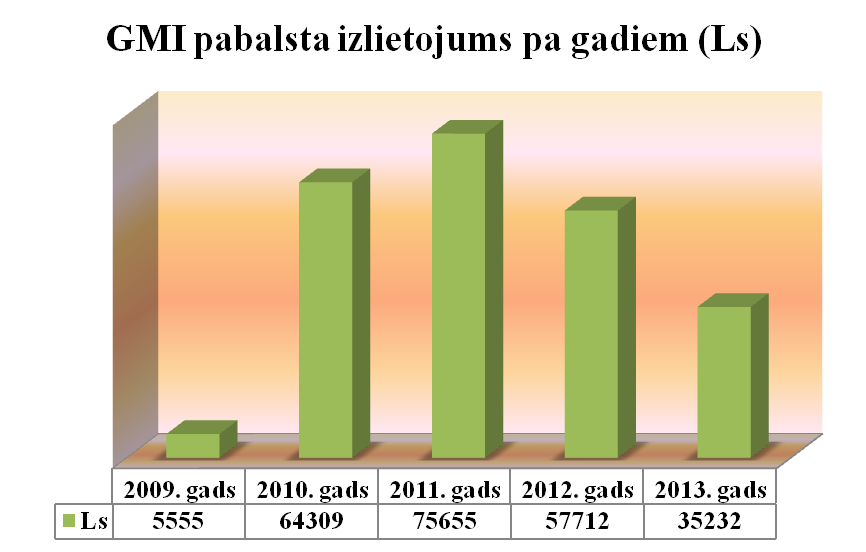 GMI pabalsta izlietojums pa gadiem (Ls)
2009. gads 2010. gads 2011. gads 2012. gads 2013. gads
Ls 5555 64309 75655 57712 35232